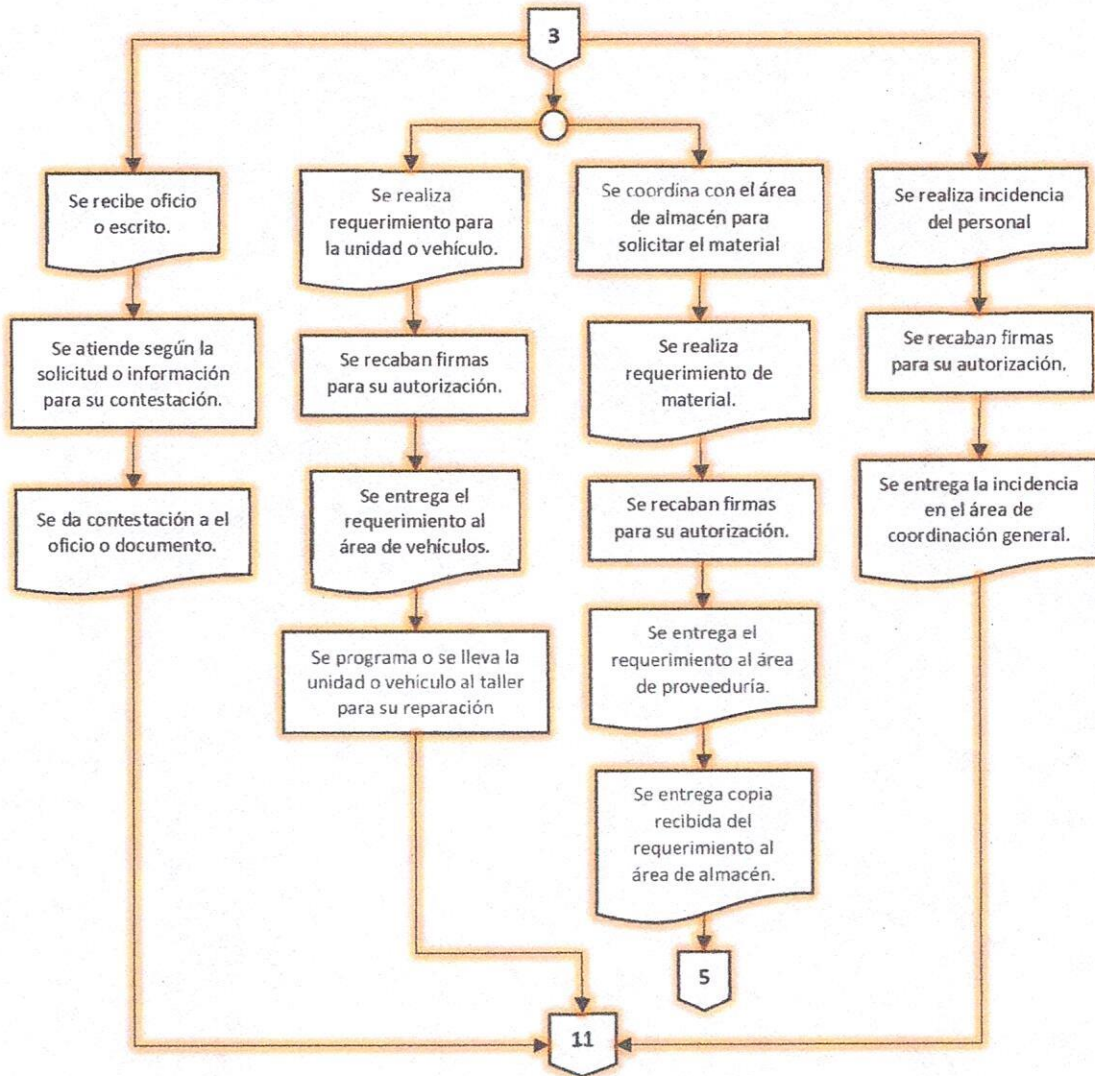 3
Se recibe oficio
o escrito.
Se atiende según la
solicitud o información
para su contestación.
Se da contestación a el
oficio o documento.
Se realiza
requerimiento para
la unidad o vehículo.
Se recaban firmas
para su autorización.
Se entrega el
requerimiento al
área de vehículos.
Se programa o se lleva la
unidad o vehiculo al taller
para su reparación
Se coordina con el área
de almacén para
solicitar el material
Se realiza
requerimiento de
material.
Se recaban firmas
para su autorización.
Se entrega el
requerimiento al área
de proveeduría.
Se entrega copia
recibida del
requerimiento al
área de almacén.
5
Se realiza incidencia
del personal
Se recaban firmas
para su autorización.
Se entrega la incidencia
en el área de
coordinación general.
11